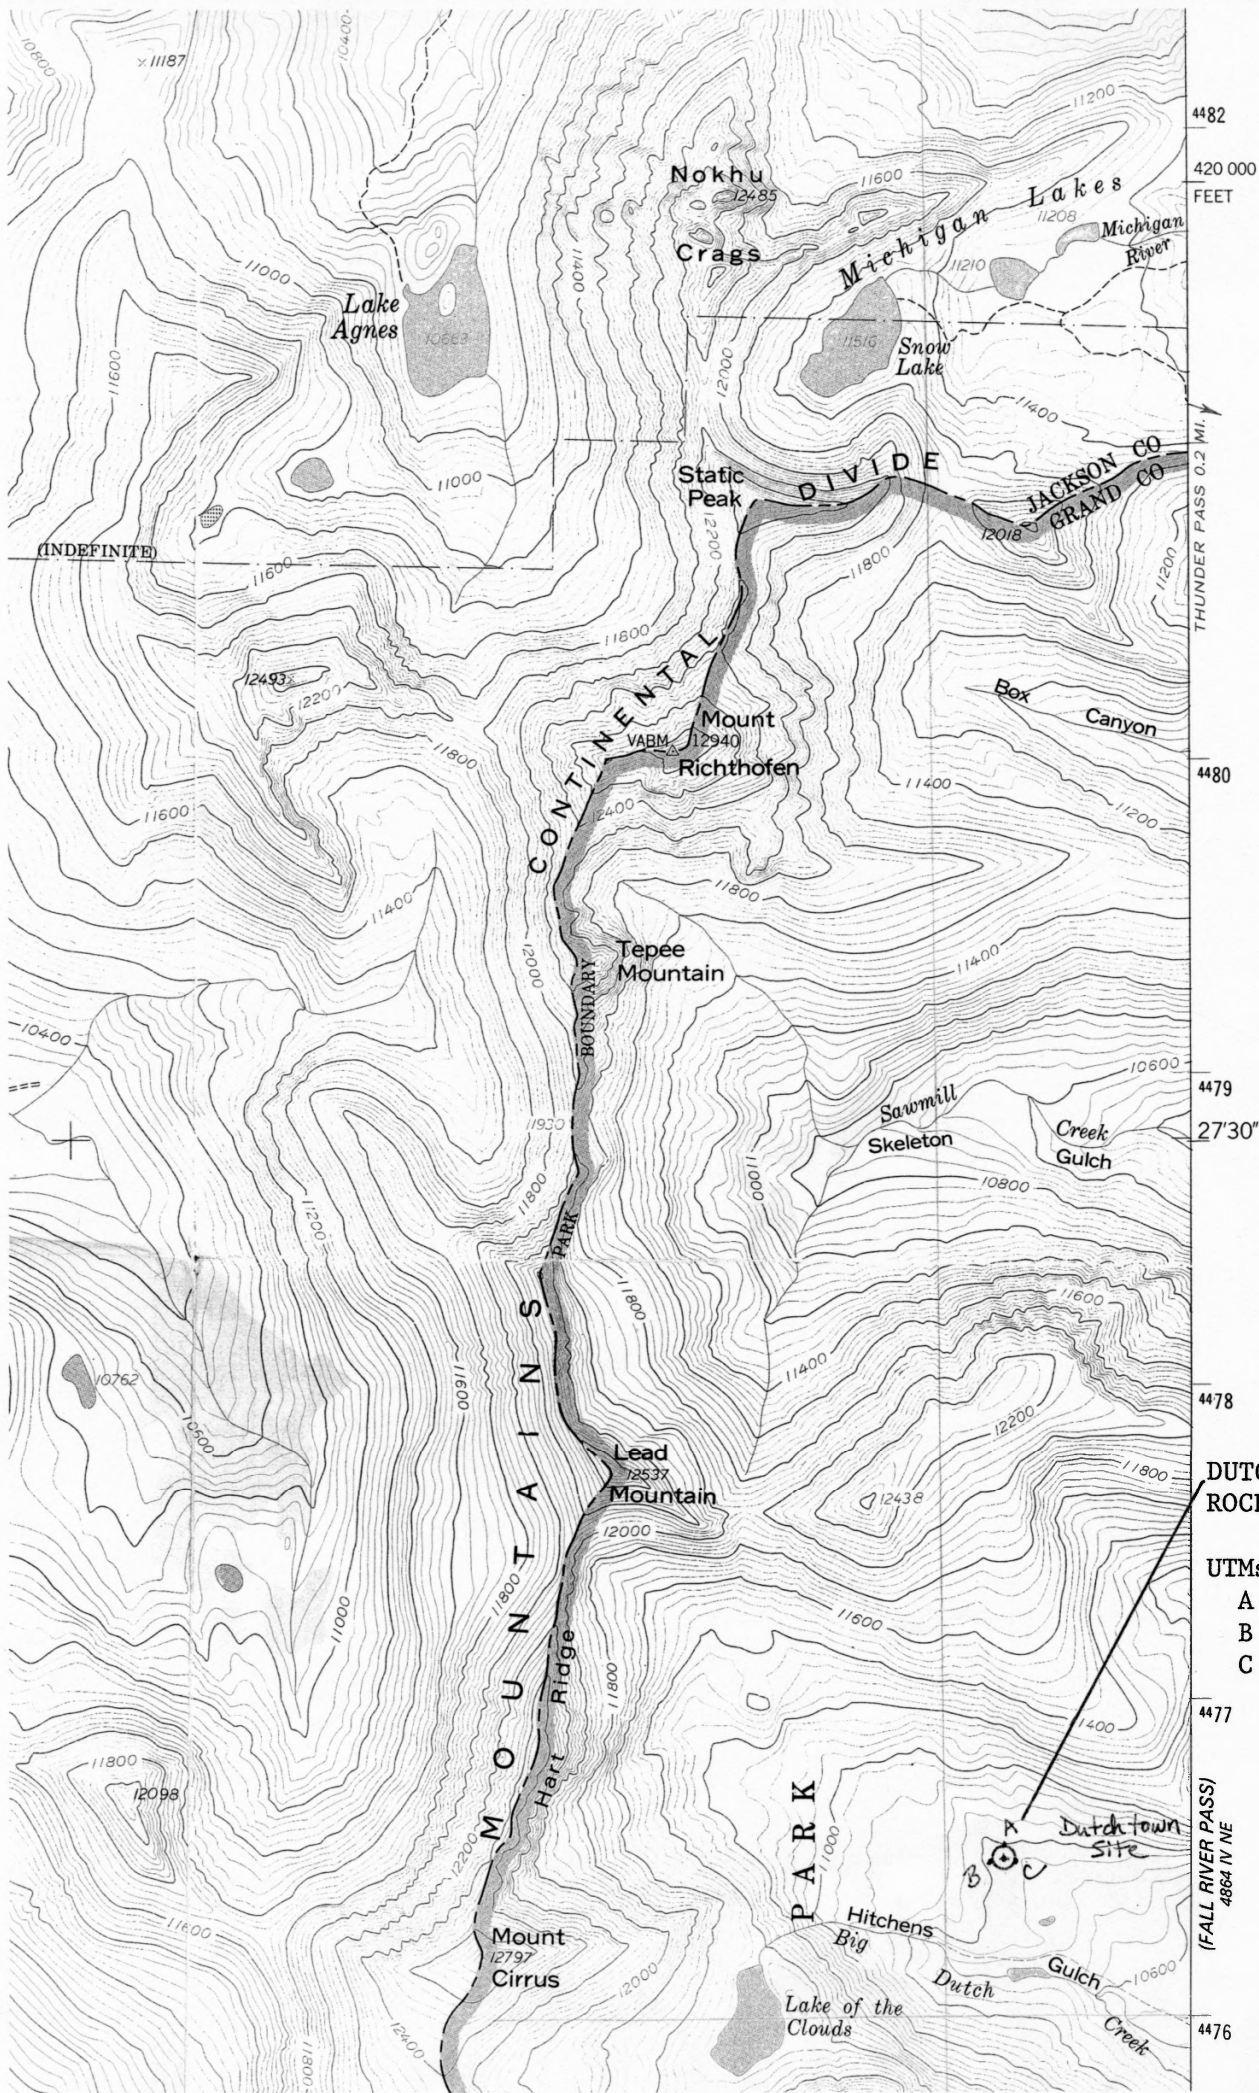 10800
×11187
10400
11200
4482
420 000
FEET
Nokhu
12485
Crags
11600
Michigan Lakes
11208
Michigan
River
11210
11000
11400
Lake
Agnes
10663
11516
Snow
Lake
11600
12000
11400
THUNDER PASS 0.2 MI.
JACKSON CO
GRAND CO
11000
Static
Peak
DIVIDE
12018
(INDEFINITE)
11600
12200
11800
11200
11800
CONTINENTAL
12493×
12200
Box
Canyon
Mount
VABM 12940
Richthofen
11800
4480
11400
11600
12400
11200
11800
11400
Tepee
Mountain
12000
11400
BOUNDARY
10400
10600
4479
11930
Sawmill
Creek
27'30"
Skeleton
Gulch
11000
11800
10800
11200
PARK
11800
11600
11400
10762
11600
4478
10600
12200
Lead
12537
Mountain
11800
12438
12000
MOUNTAINS
11800
11600
11000
Hart Ridge
11800
UTMs
A
B
C
4477
1400
11800
12098
PARK
11000
A
Dutchtown
Site
B
C
(FALL RIVER PASS)
4864 IV NE
12200
11600
Hitchens
Big
Mount
12797
Cirrus
12000
Gulch
10600
Dutch
Lake of the
Clouds
Creek
4476
12400
11800